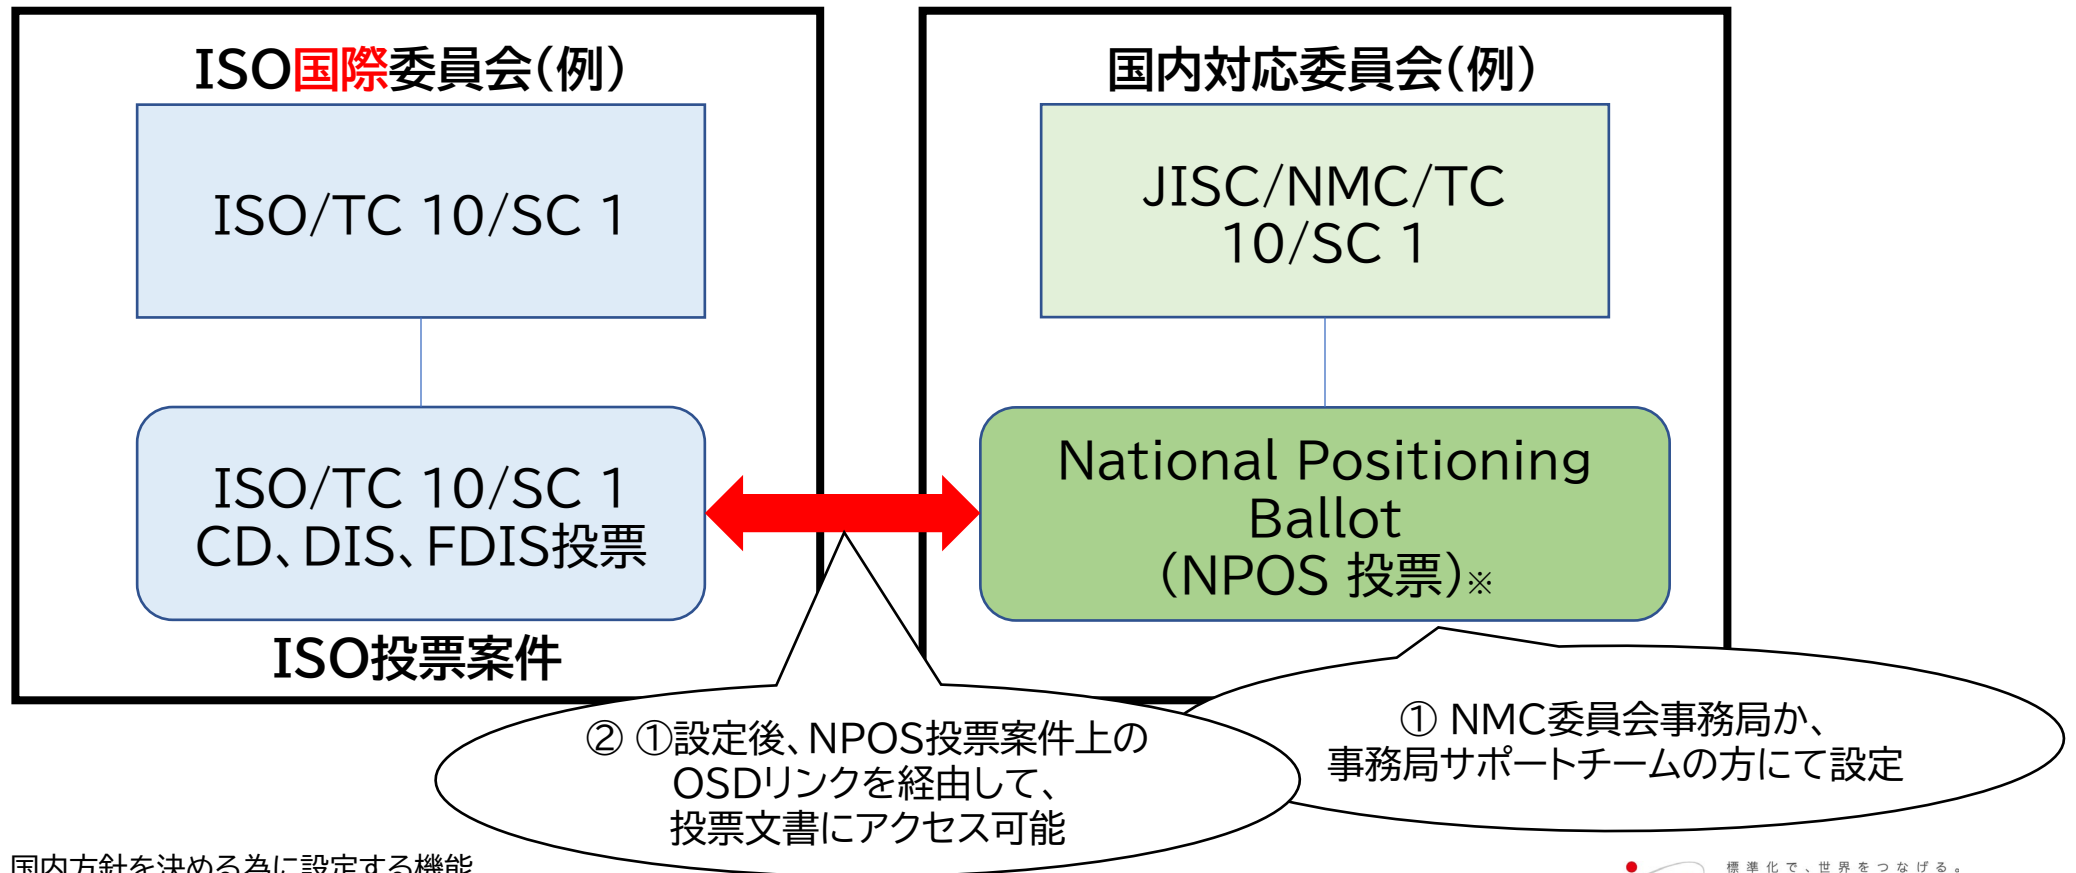 ISO国際委員会(例)
ISO/TC 10/SC 1
ISO/TC 10/SC 1
CD、DIS、FDIS投票
ISO投票案件
国内対応委員会(例)
JISC/NMC/TC
10/SC 1
National Positioning
Ballot
(NPOS 投票)※
② ①設定後、NPOS投票案件上の
OSDリンクを経由して、
投票文書にアクセス可能
① NMC委員会事務局か、
事務局サポートチームの方にて設定
国内方針を決める為に設定する機能
標準化で、世界をつなげる。